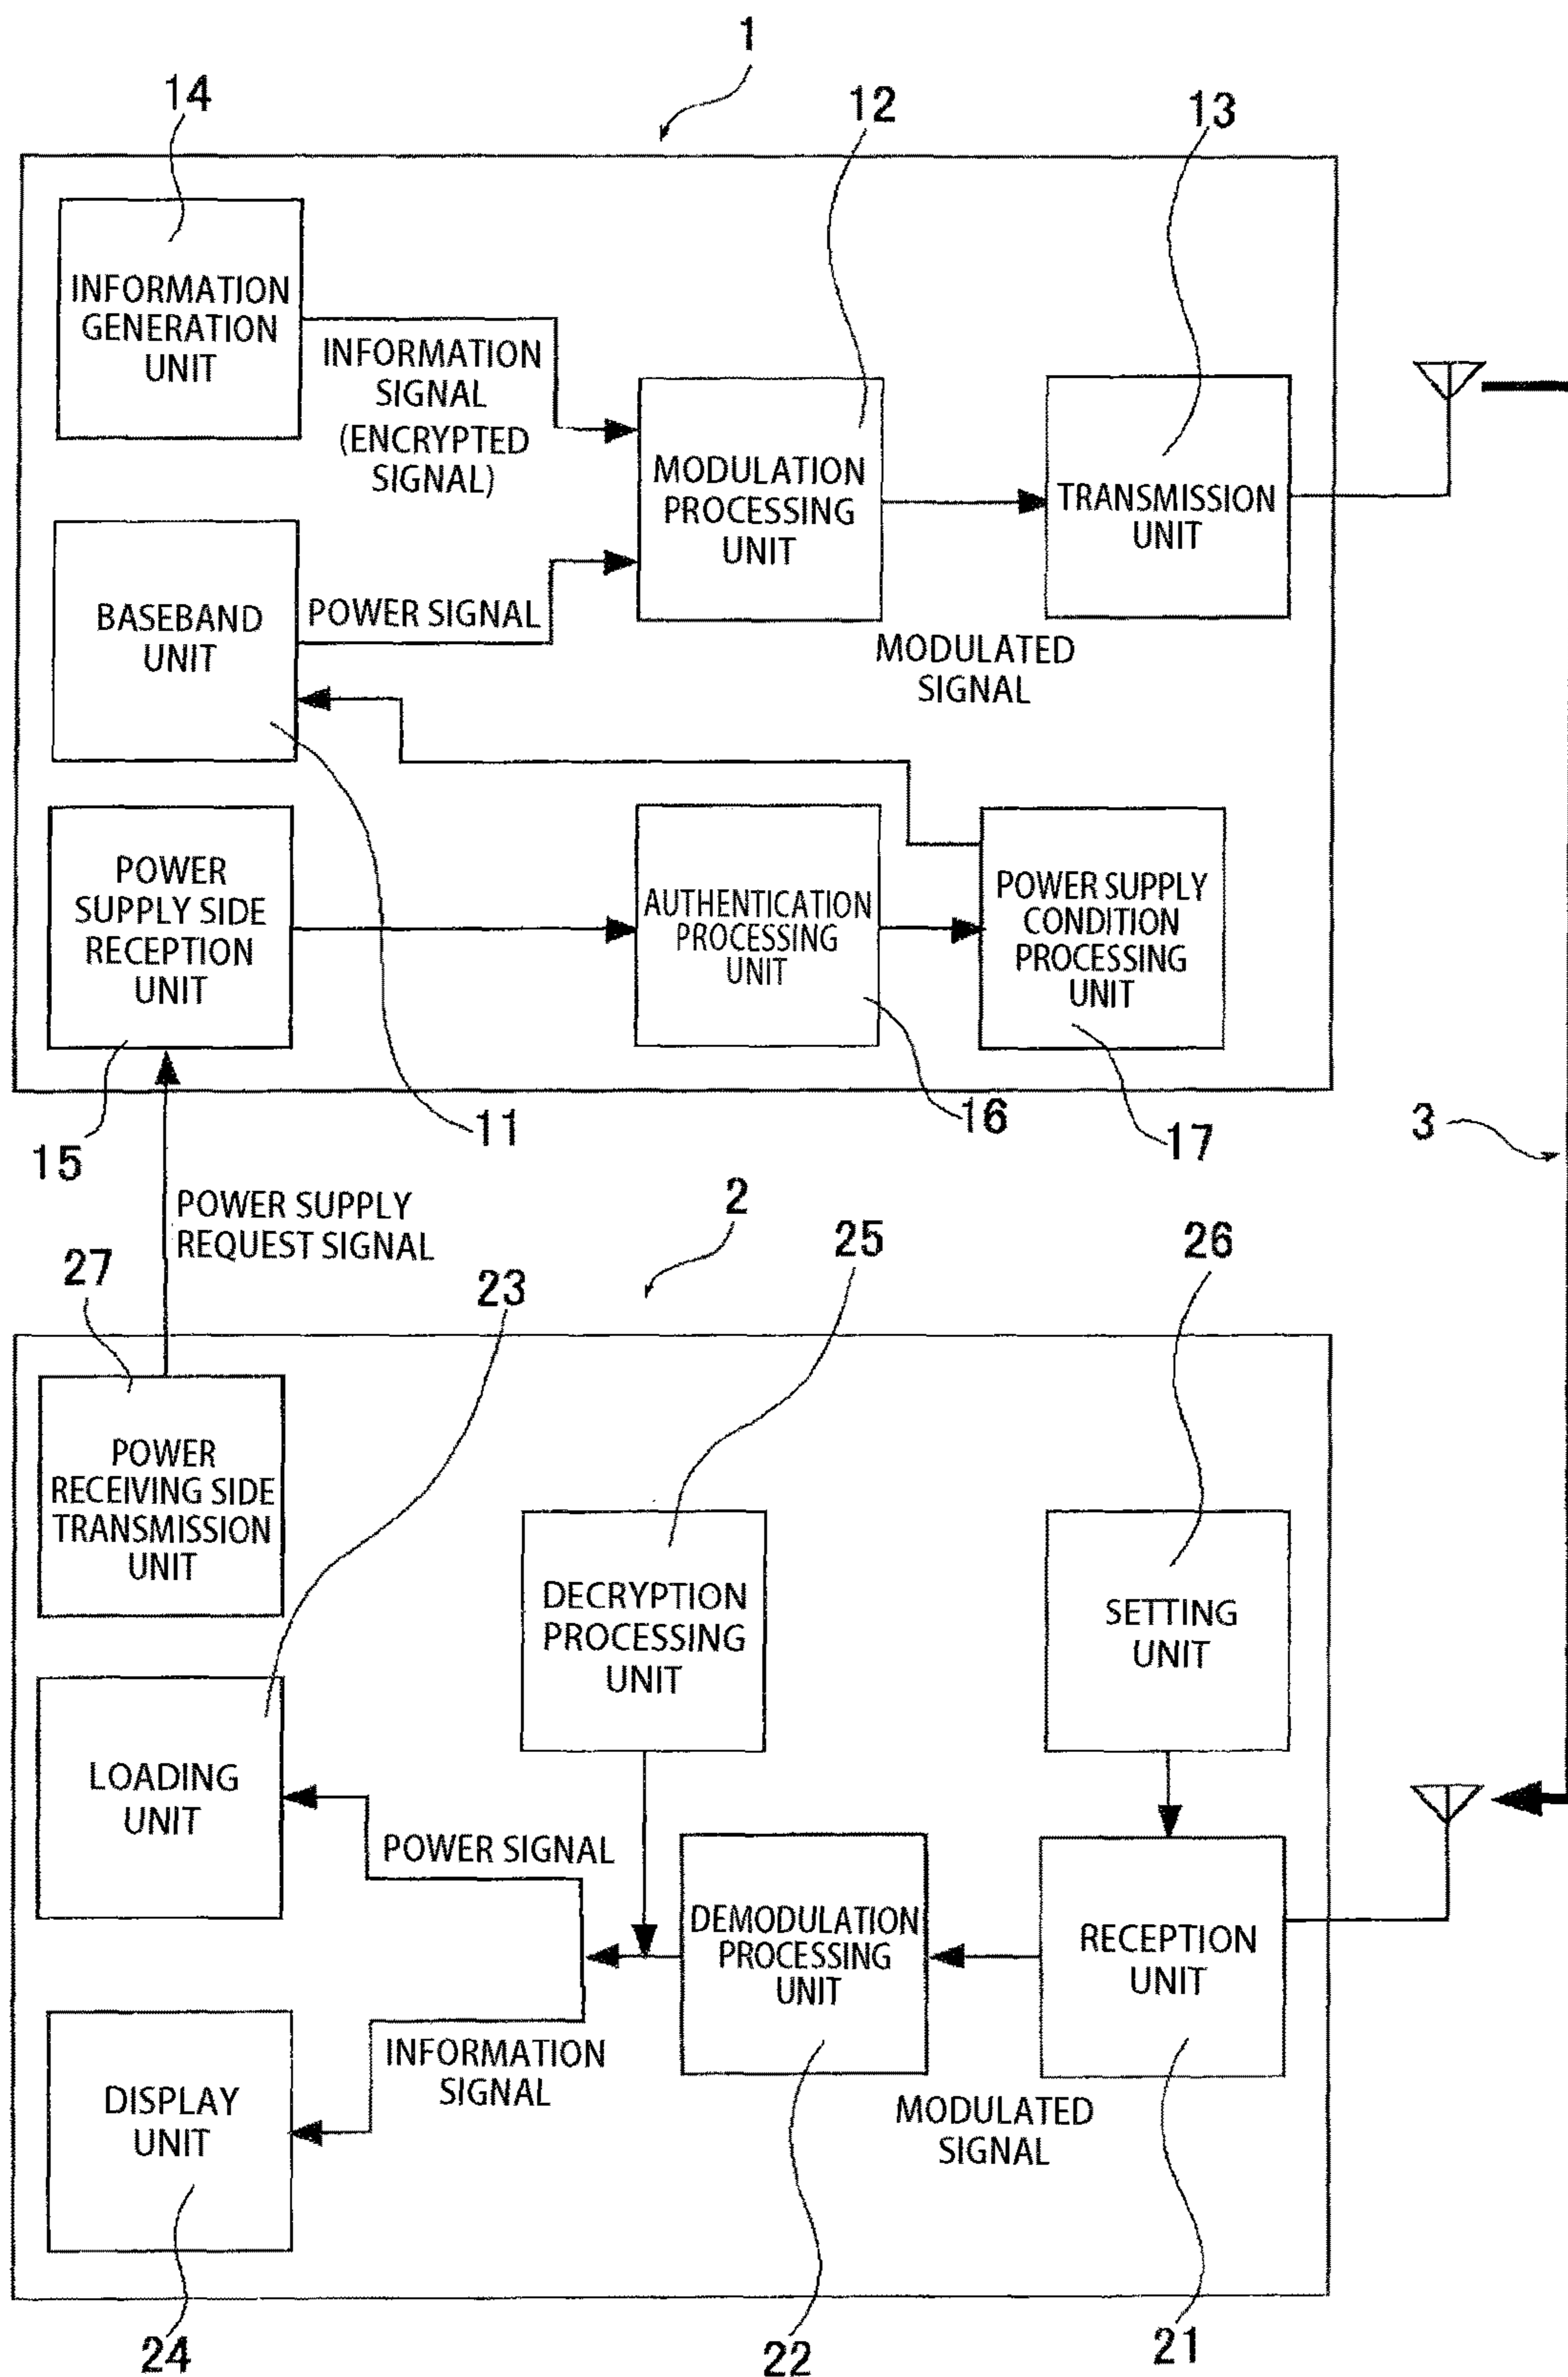 1
14
12
13
INFORMATION
GENERATION
UNIT
INFORMATION
SIGNAL
(ENCRYPTED
SIGNAL)
MODULATION
PROCESSING
UNIT
TRANSMISSION
UNIT
BASEBAND
UNIT
POWER SIGNAL
MODULATED
SIGNAL
POWER
SUPPLY SIDE
RECEPTION
UNIT
AUTHENTICATION
PROCESSING
UNIT
POWER SUPPLY
CONDITION
PROCESSING
UNIT
15
11
16
17
3
POWER SUPPLY
REQUEST SIGNAL
2
27
23
25
26
POWER
RECEIVING SIDE
TRANSMISSION
UNIT
DECRYPTION
PROCESSING
UNIT
SETTING
UNIT
LOADING
UNIT
POWER SIGNAL
DEMODULATION
PROCESSING
UNIT
RECEPTION
UNIT
INFORMATION
SIGNAL
DISPLAY
UNIT
MODULATED
SIGNAL
24
22
21